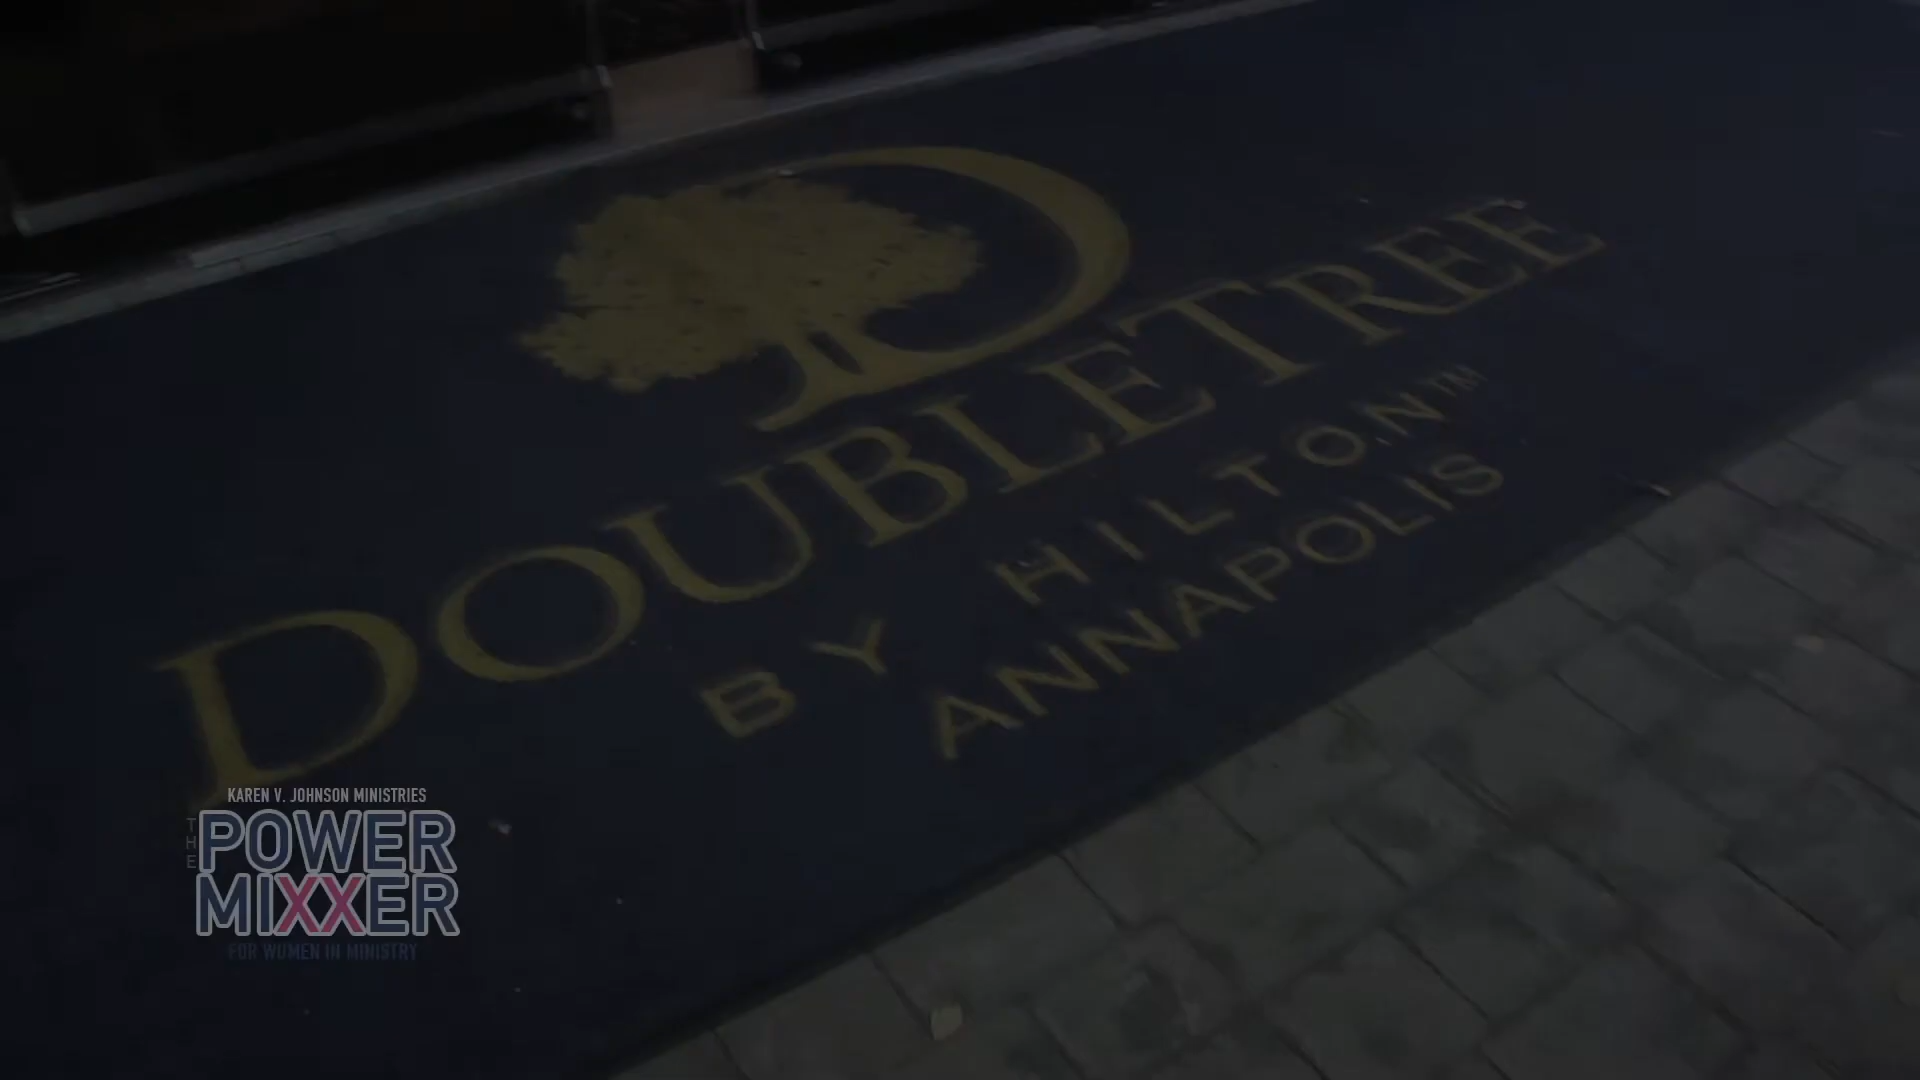 DOUBLETREE
BY HILTON™
ANNAPOLIS
KAREN V. JOHNSON MINISTRIES
THE
POWER
MIXXER
FOR WOMEN IN MINISTRY